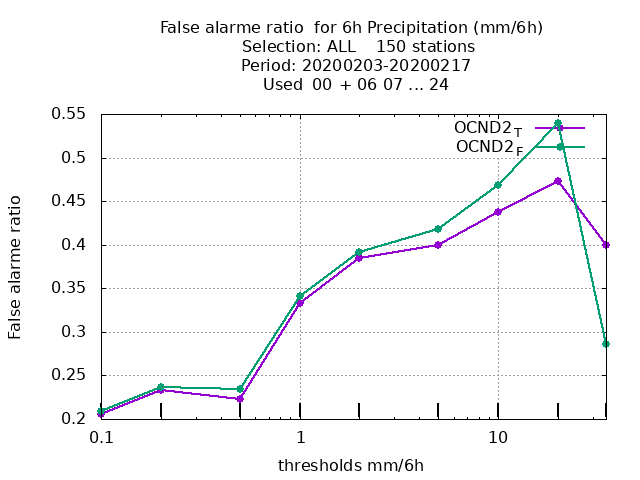 False alarme ratio  for 6h Precipitation (mm/6h)
Selection: ALL    150 stations
Period: 20200203-20200217
Used  00 + 06 07 ... 24
OCND2T
OCND2F
0.55
0.5
0.45
0.4
0.35
0.3
0.25
0.2
False alarme ratio
0.1 1 10
thresholds mm/6h